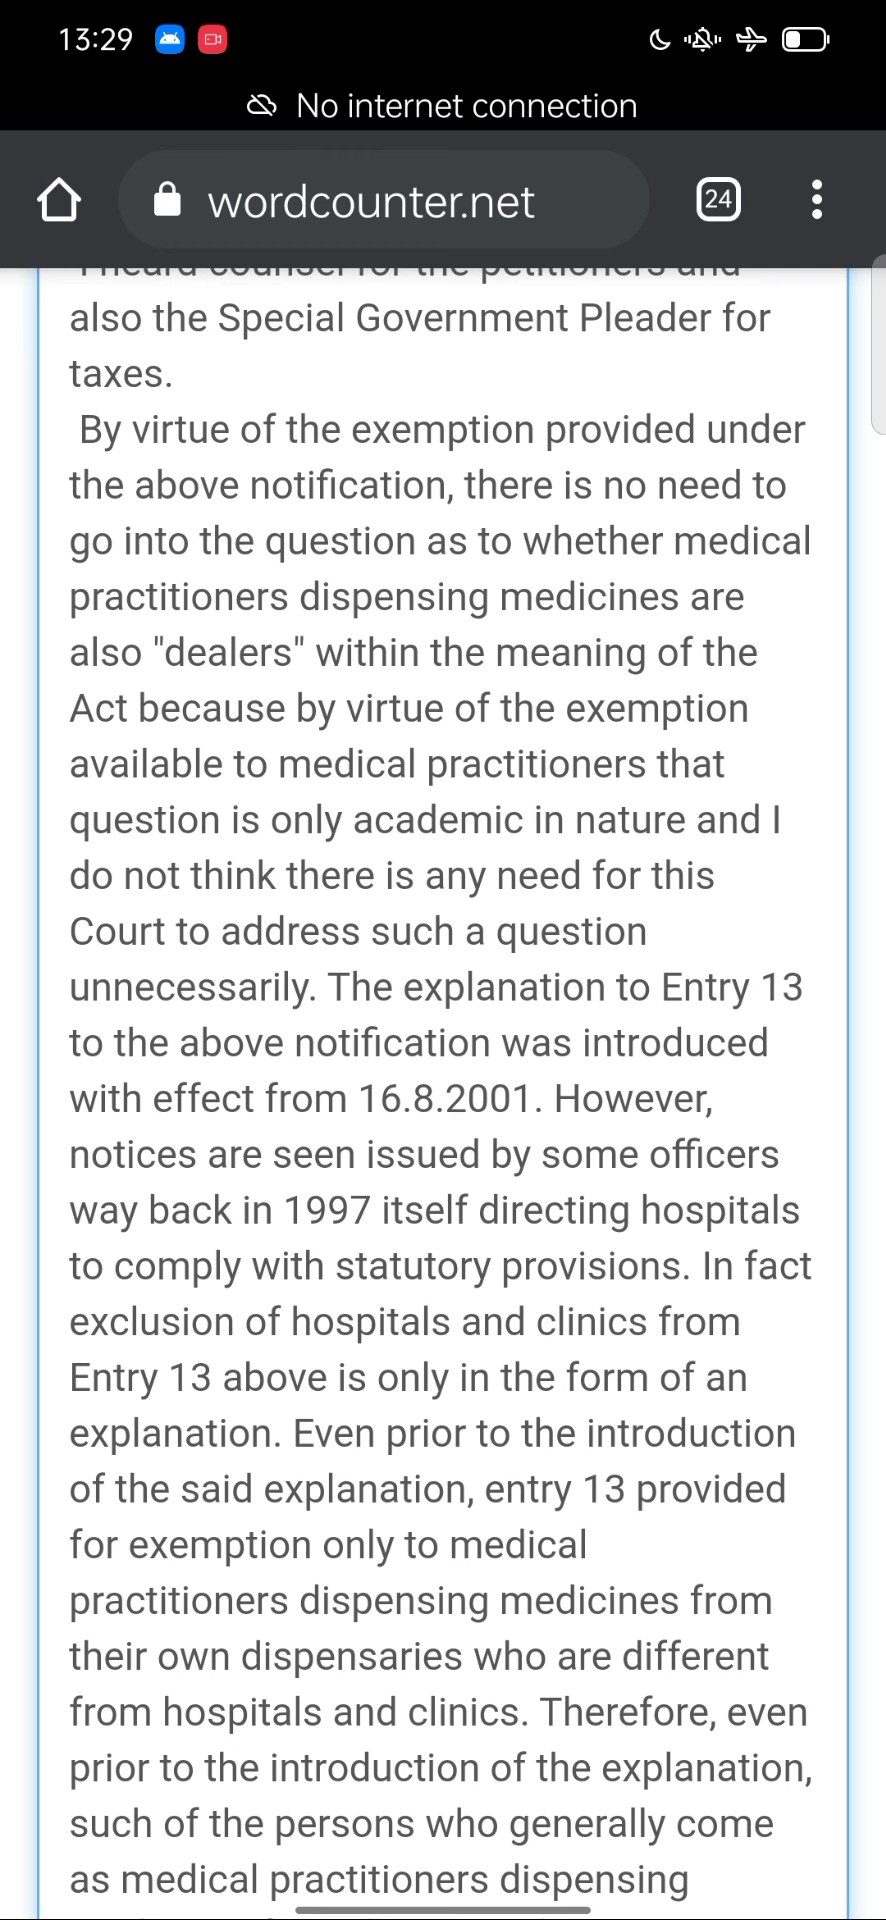 13:29
No internet connection
wordcounter.net
24
I heard counsel for the petitioners and
also the Special Government Pleader for
taxes.
By virtue of the exemption provided under
the above notification, there is no need to
go into the question as to whether medical
practitioners dispensing medicines are
also "dealers" within the meaning of the
Act because by virtue of the exemption
available to medical practitioners that
question is only academic in nature and I
do not think there is any need for this
Court to address such a question
unnecessarily. The explanation to Entry 13
to the above notification was introduced
with effect from 16.8.2001. However,
notices are seen issued by some officers
way back in 1997 itself directing hospitals
to comply with statutory provisions. In fact
exclusion of hospitals and clinics from
Entry 13 above is only in the form of an
explanation. Even prior to the introduction
of the said explanation, entry 13 provided
for exemption only to medical
practitioners dispensing medicines from
their own dispensaries who are different
from hospitals and clinics. Therefore, even
prior to the introduction of the explanation,
such of the persons who generally come
as medical practitioners dispensing